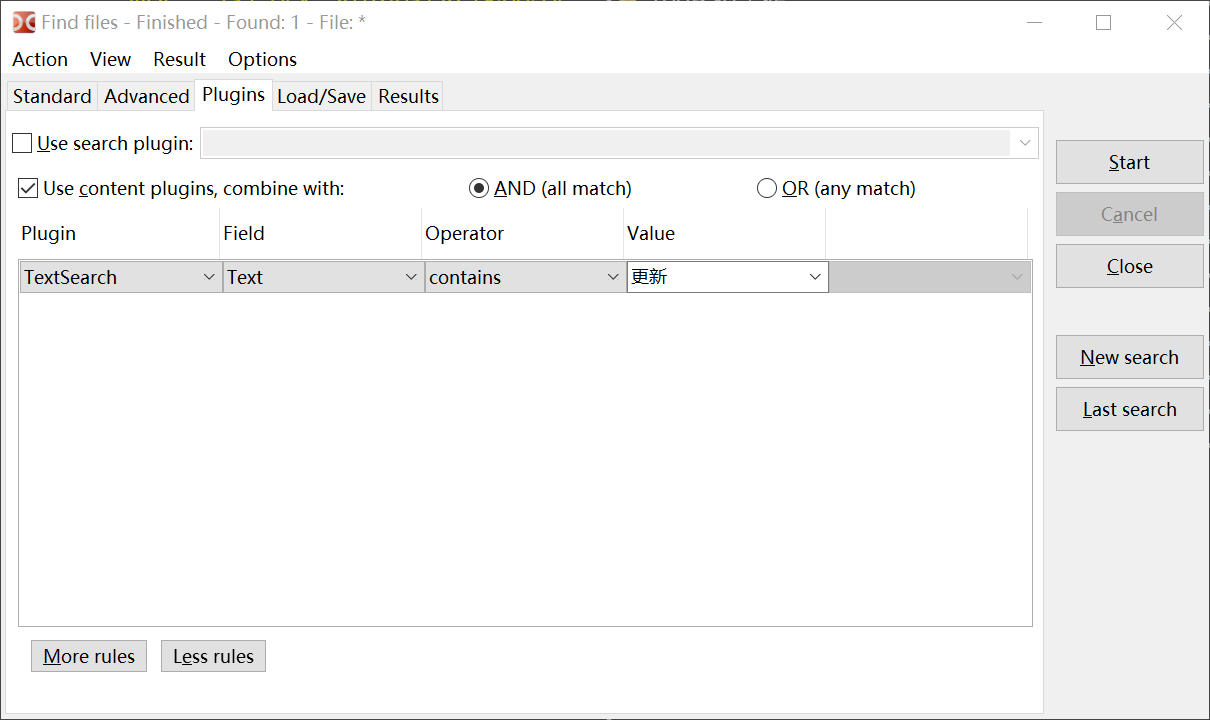 Find files - Finished - Found: 1 - File: *
Action View Result Options
Standard Advanced Plugins Load/Save Results
Use search plugin:
Use content plugins, combine with: AND (all match) OR (any match)
Plugin Field Operator Value
TextSearch Text contains 更新
More rules Less rules
Start
Cancel
Close
New search
Last search